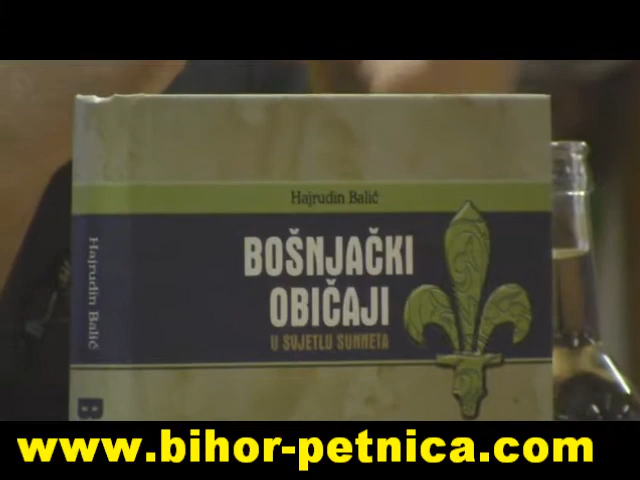 Hajrudin Balić
BOŠNJAČKI
OBIČAJI
U SVJETLU SUNNETA
Hajrudin Balić
B
www.bihor-petnica.com